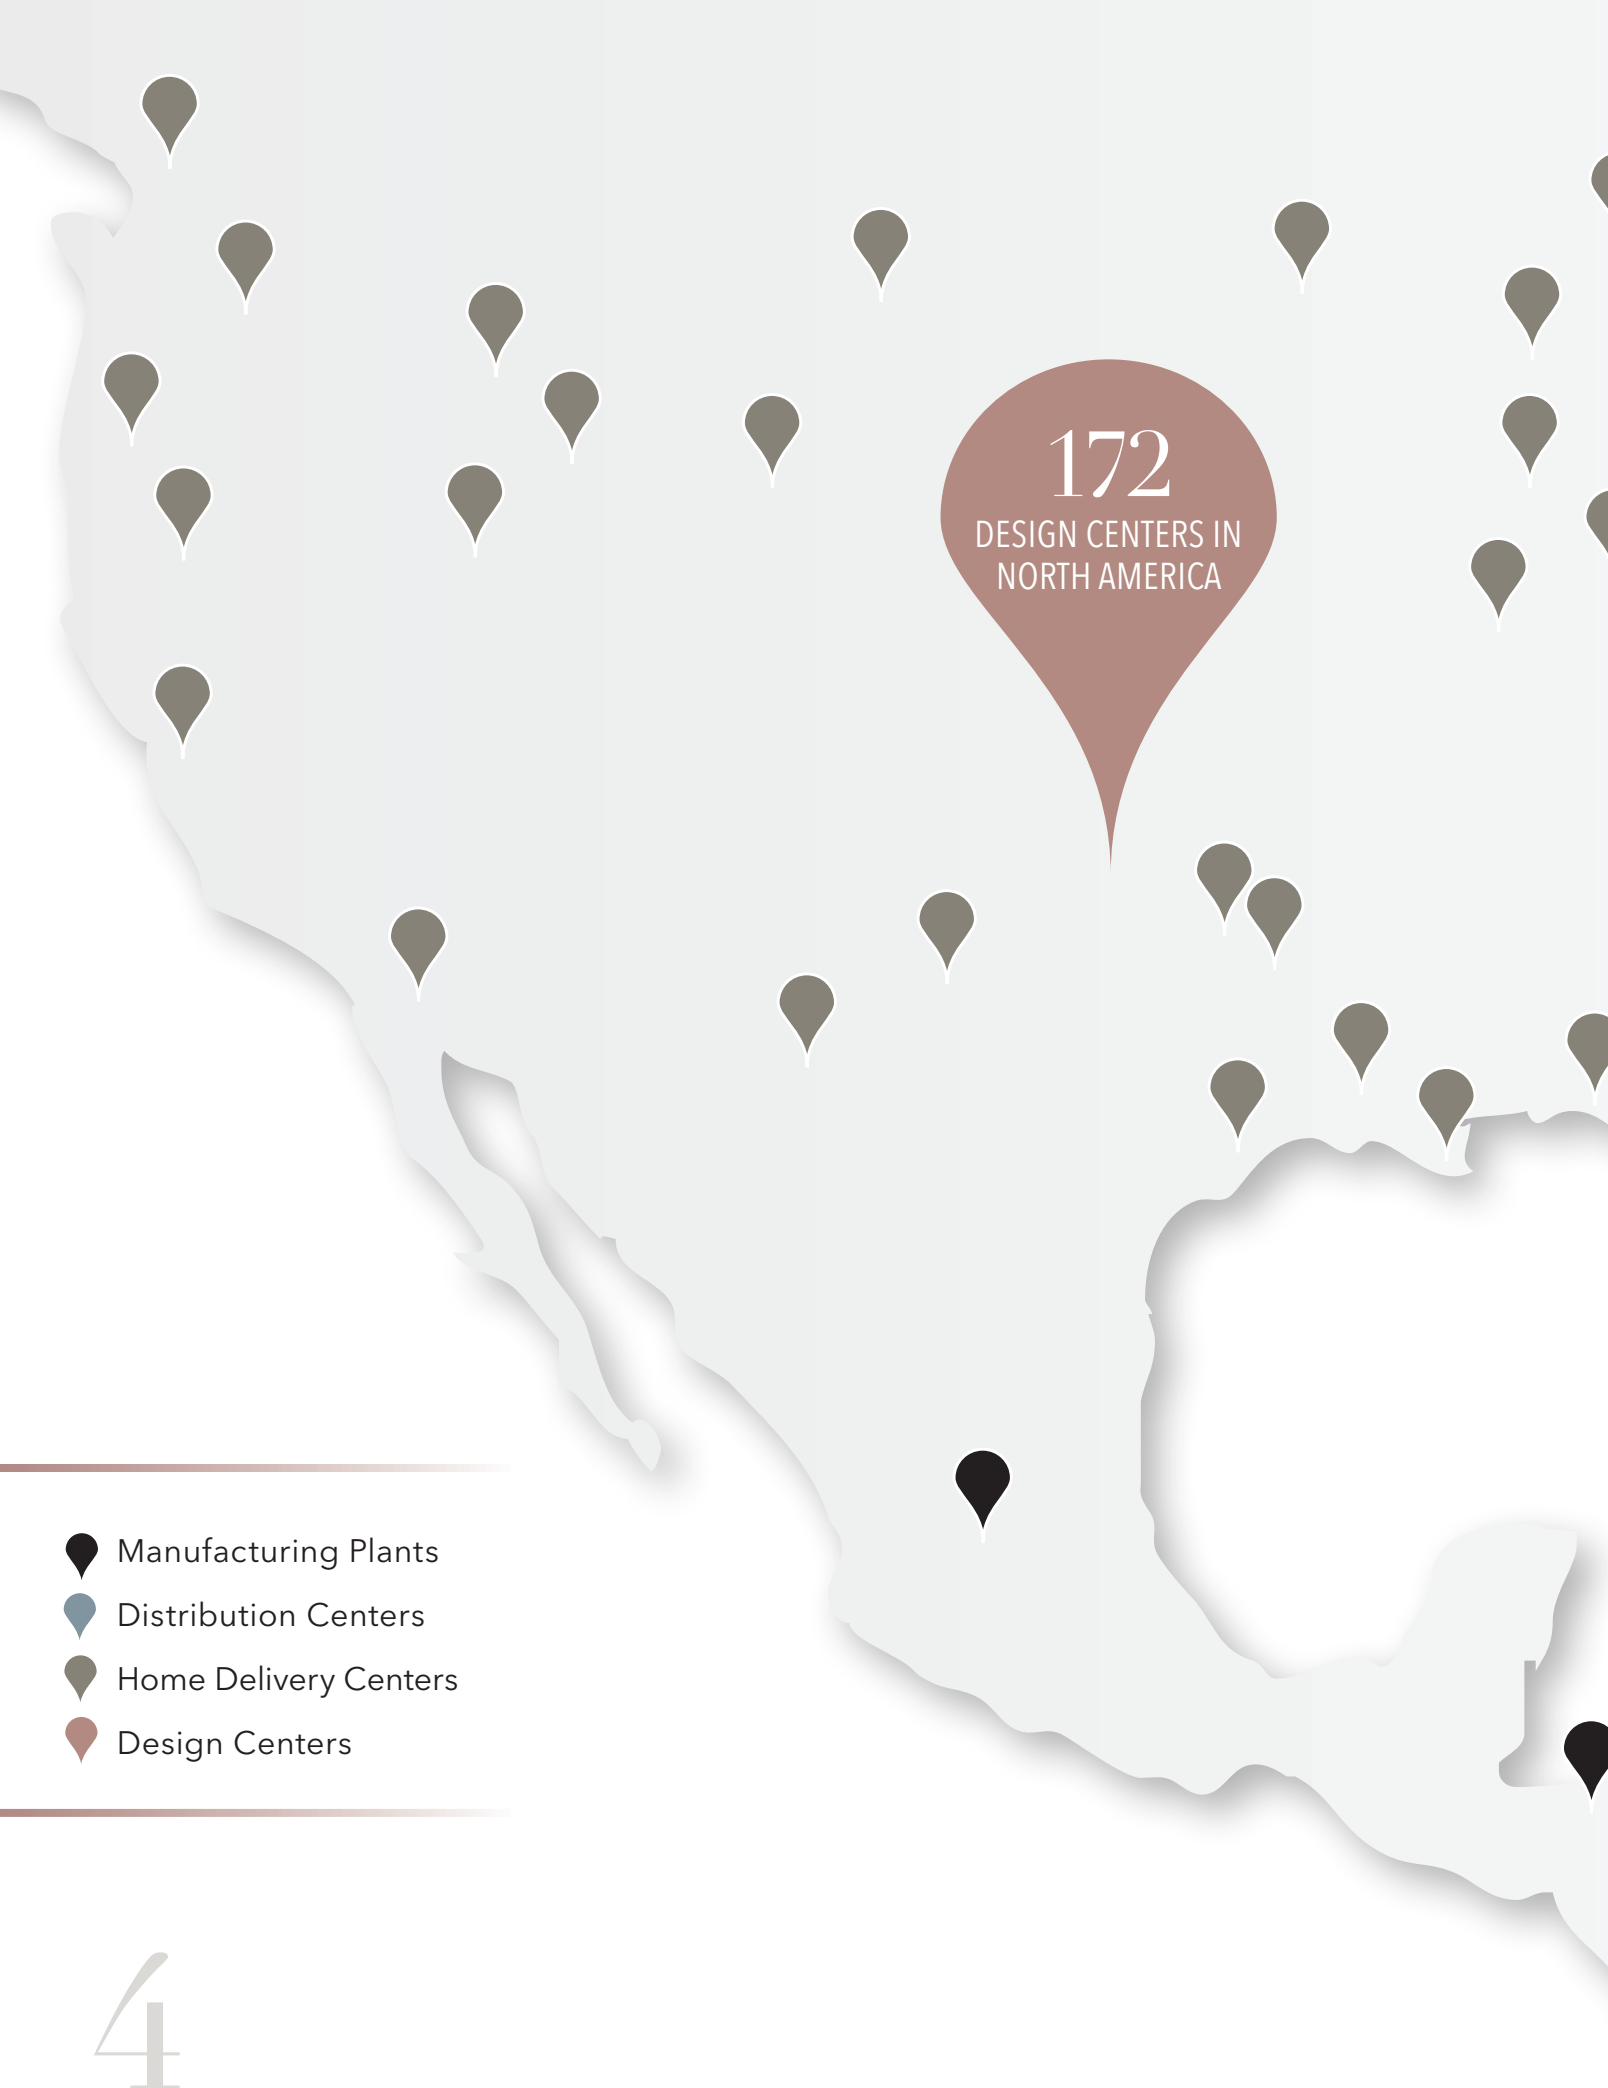 172
DESIGN CENTERS IN
NORTH AMERICA
Manufacturing Plants
Distribution Centers
Home Delivery Centers
Design Centers
4